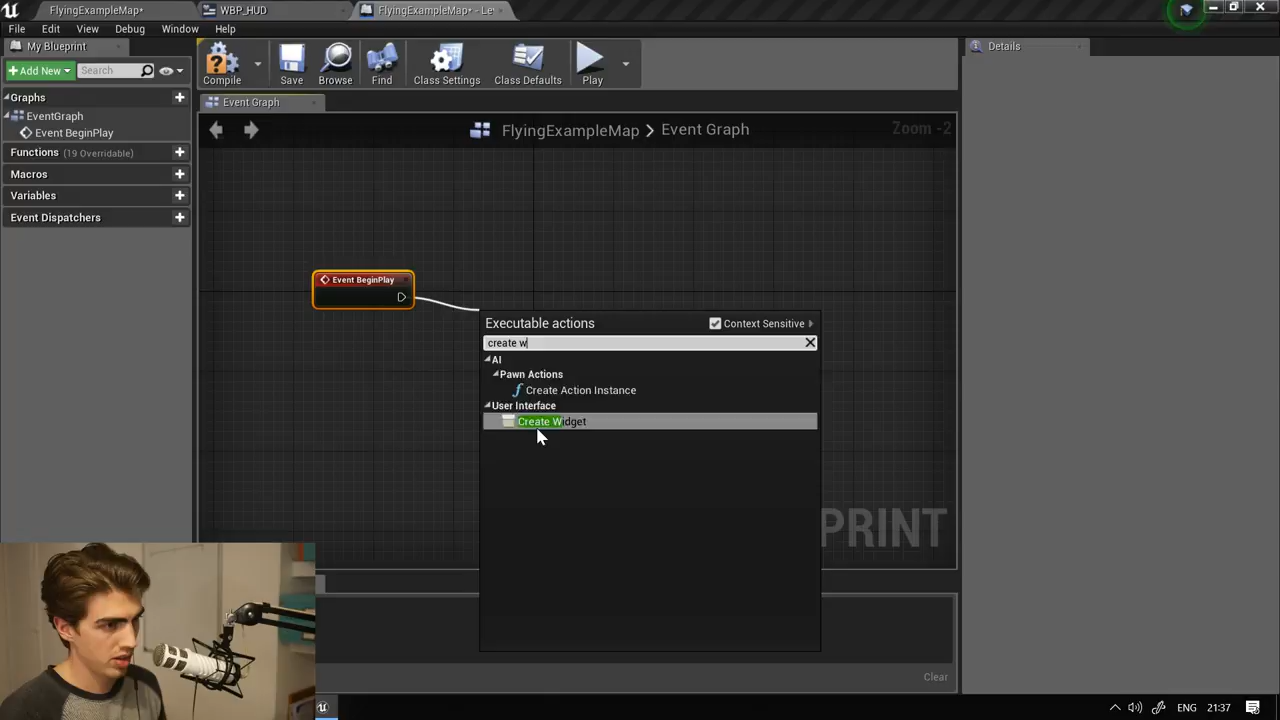 FlyingExampleMap*
WBP_HUD
FlyingExampleMap* - Le
File Edit View Debug Window Help
My Blueprint
Details
Add New
Search
Compile
Save
Browse
Find
Class Settings
Class Defaults
Play
Graphs
Event Graph
EventGraph
Event BeginPlay
FlyingExampleMap > Event Graph
Zoom -2
Functions (19 Overridable)
Macros
Variables
Event Dispatchers
Event BeginPlay
Executable actions
Context Sensitive
create w
AI
Pawn Actions
f Create Action Instance
User Interface
Create Widget
PRINT
Clear
ENG 21:37